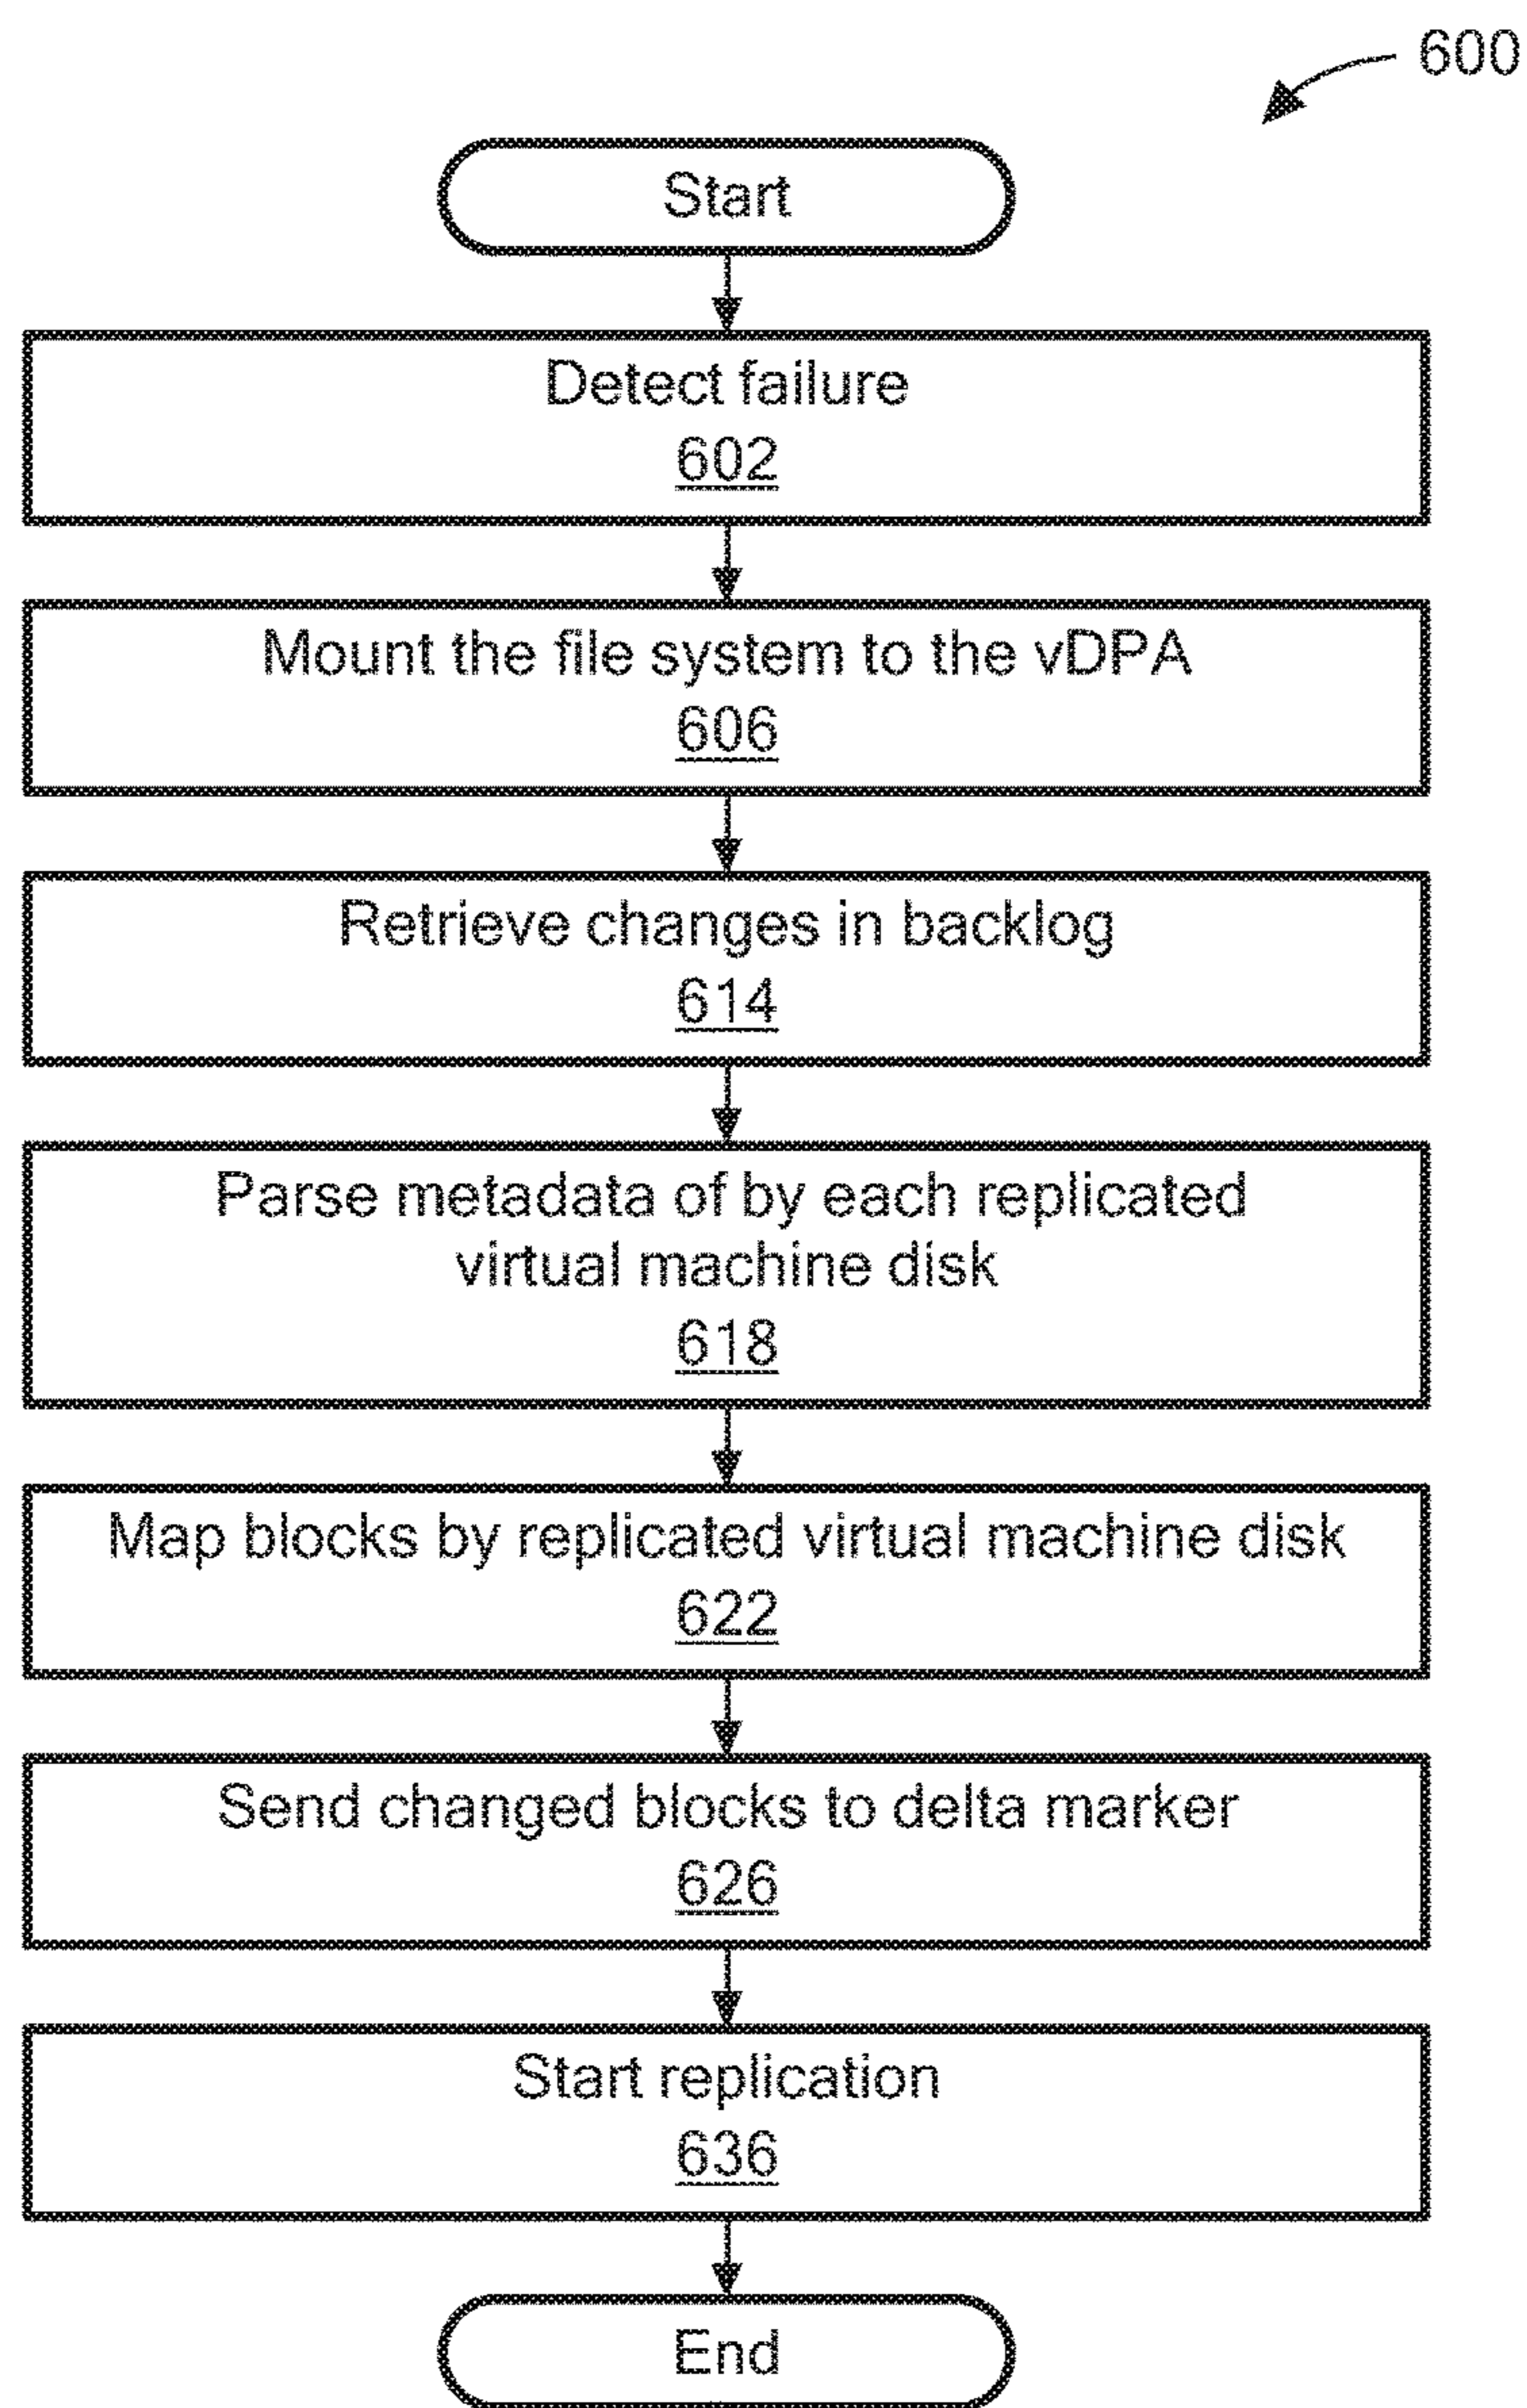 600
Start
Detect failure
602
Mount the file system to the vDPA
606
Retrieve changes in backlog
614
Parse metadata of by each replicated
virtual machine disk
618
Map blocks by replicated virtual machine disk
622
Send changed blocks to delta marker
626
Start replication
636
End